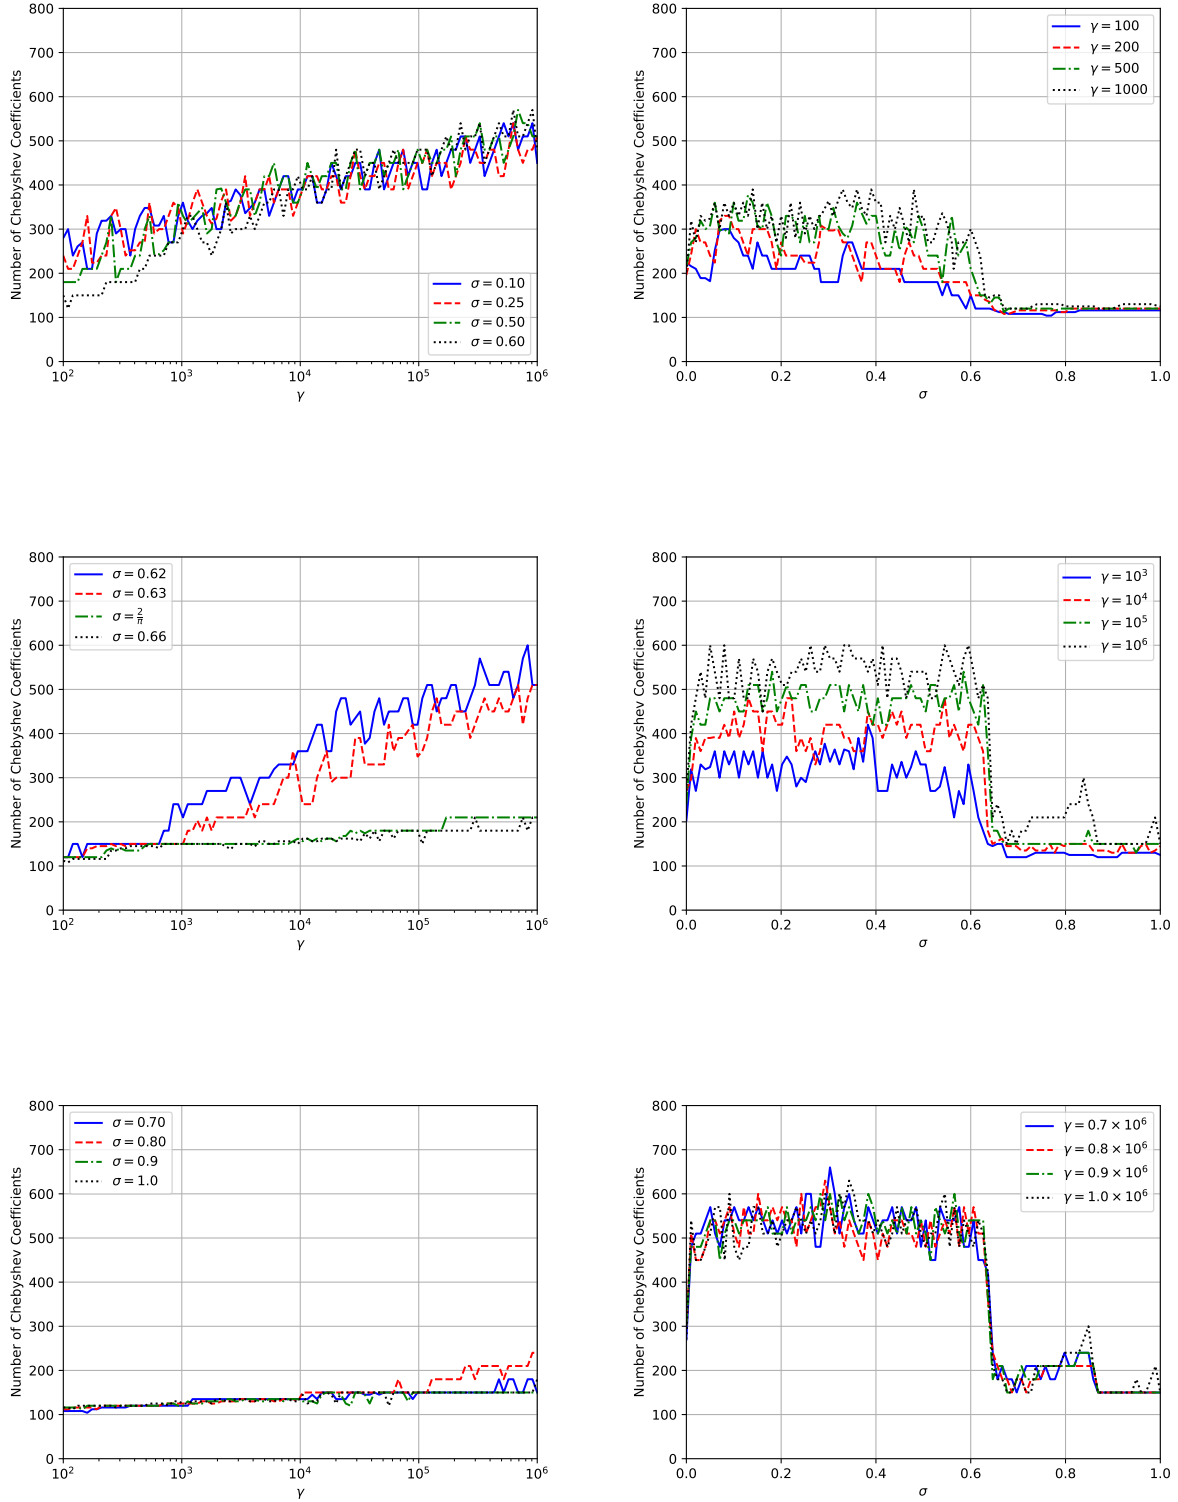 Number of Chebyshev Coefficients
800
700
600
500
400
300
200
100
0
σ = 0.10
σ = 0.25
σ = 0.50
σ = 0.60
10² 10³ 10⁴ 10⁵ 10⁶
γ
Number of Chebyshev Coefficients
800
700
600
500
400
300
200
100
0
γ = 100
γ = 200
γ = 500
γ = 1000
0.0 0.2 0.4 0.6 0.8 1.0
σ
Number of Chebyshev Coefficients
800
700
600
500
400
300
200
100
0
σ = 0.62
σ = 0.63
σ = 2/π
σ = 0.66
10² 10³ 10⁴ 10⁵ 10⁶
γ
Number of Chebyshev Coefficients
800
700
600
500
400
300
200
100
0
γ = 10³
γ = 10⁴
γ = 10⁵
γ = 10⁶
0.0 0.2 0.4 0.6 0.8 1.0
σ
Number of Chebyshev Coefficients
800
700
600
500
400
300
200
100
0
σ = 0.70
σ = 0.80
σ = 0.9
σ = 1.0
10² 10³ 10⁴ 10⁵ 10⁶
γ
Number of Chebyshev Coefficients
800
700
600
500
400
300
200
100
0
γ = 0.7 × 10⁶
γ = 0.8 × 10⁶
γ = 0.9 × 10⁶
γ = 1.0 × 10⁶
0.0 0.2 0.4 0.6 0.8 1.0
σ